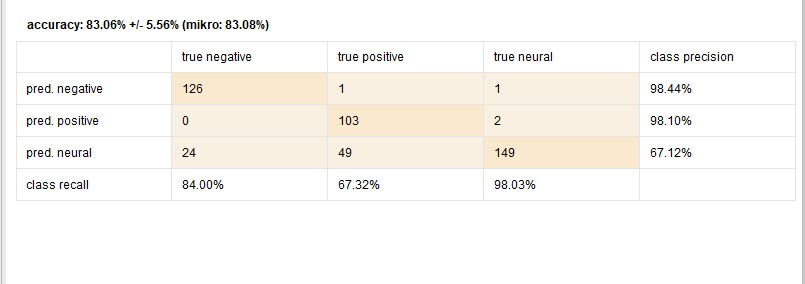 accuracy: 83.06% +/- 5.56% (mikro: 83.08%)
true negative true positive true neural class precision
pred. negative 126 1 1 98.44%
pred. positive 0 103 2 98.10%
pred. neural 24 49 149 67.12%
class recall 84.00% 67.32% 98.03%